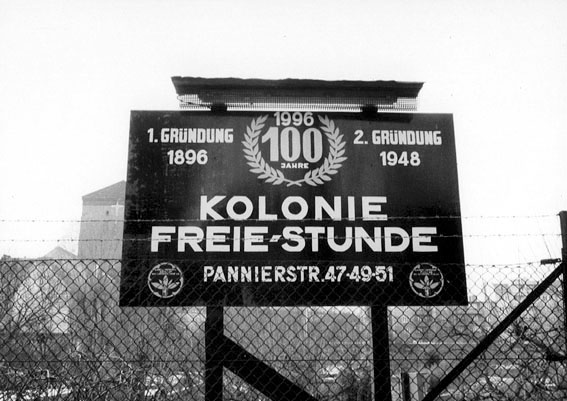 1996
100
JAHRE
1. GRÜNDUNG
1896
2. GRÜNDUNG
1948
KOLONIE
FREIE-STUNDE
PANNIERSTR. 47-49-51